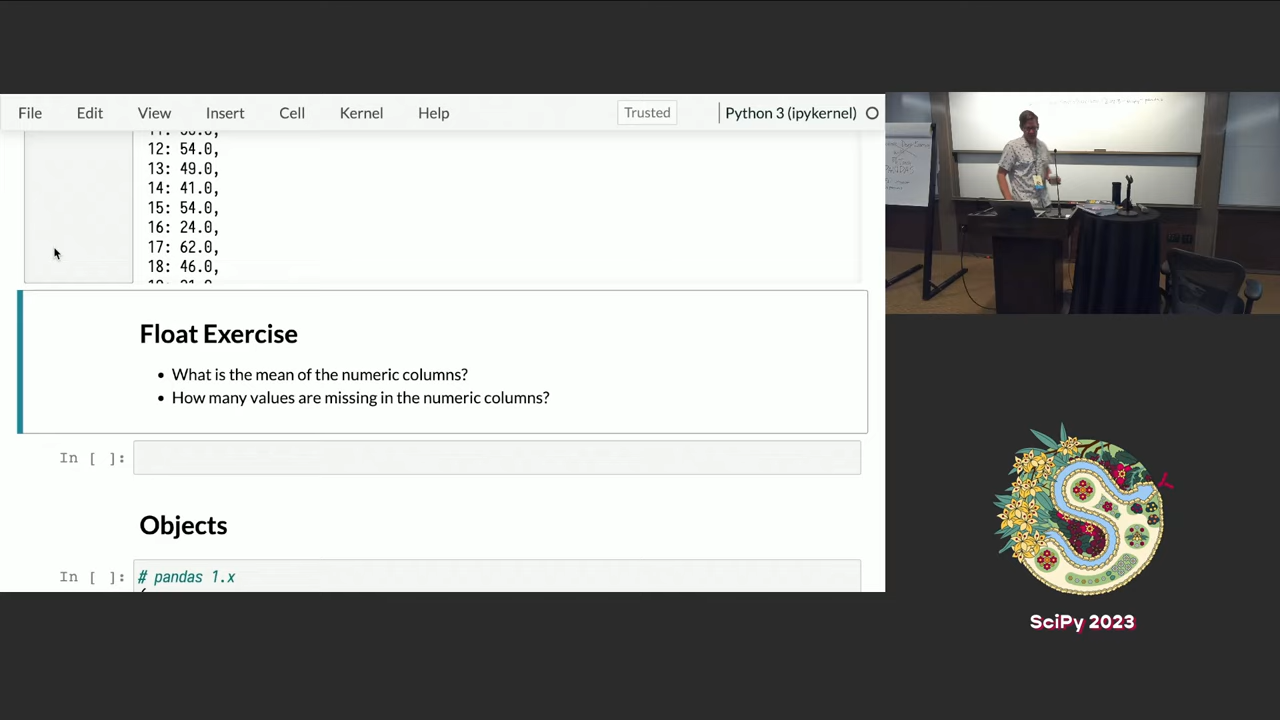 File Edit View Insert Cell Kernel Help Trusted Python 3 (ipykernel)
12: 54.0,
13: 49.0,
14: 41.0,
15: 54.0,
16: 24.0,
17: 62.0,
18: 46.0,
Float Exercise
• What is the mean of the numeric columns?
• How many values are missing in the numeric columns?
In [ ]:
Objects
In [ ]: # pandas 1.x
SciPy 2023